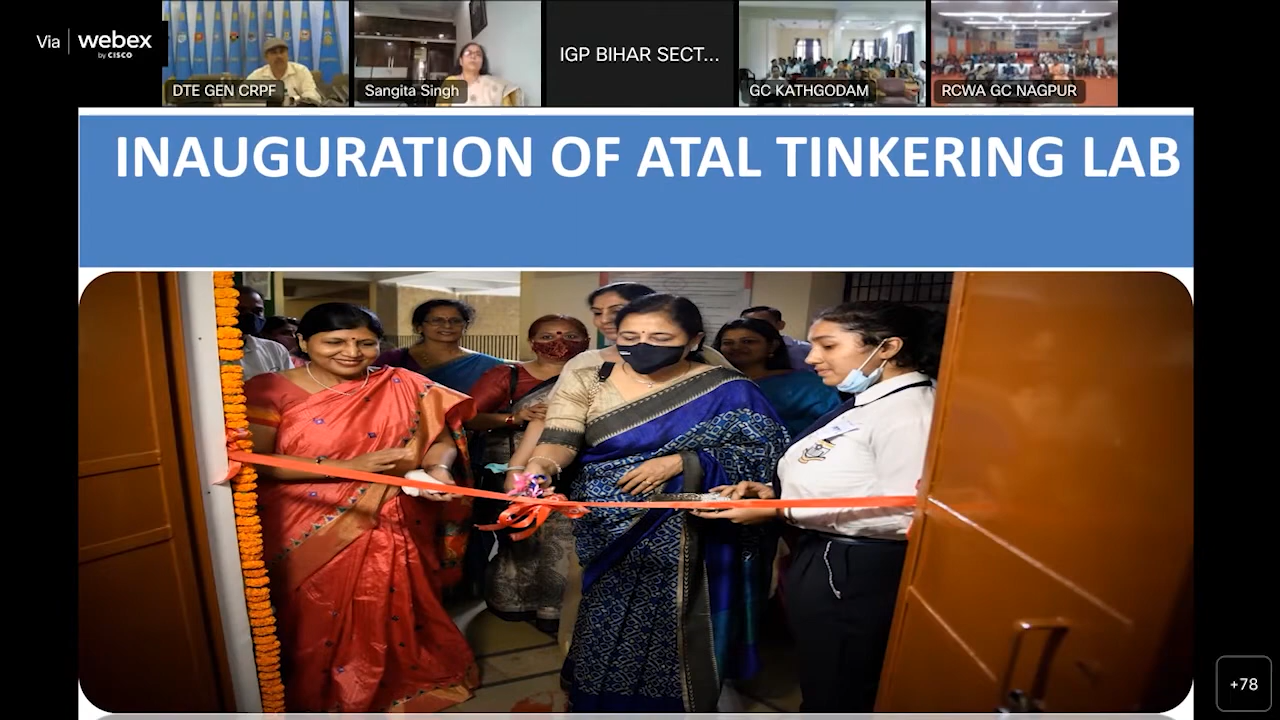 Via webex
by CISCO
DTE GEN CRPF
Sangita Singh
IGP BIHAR SECT...
GC KATHGODAM
RCWA GC NAGPUR
INAUGURATION OF ATAL TINKERING LAB
+78